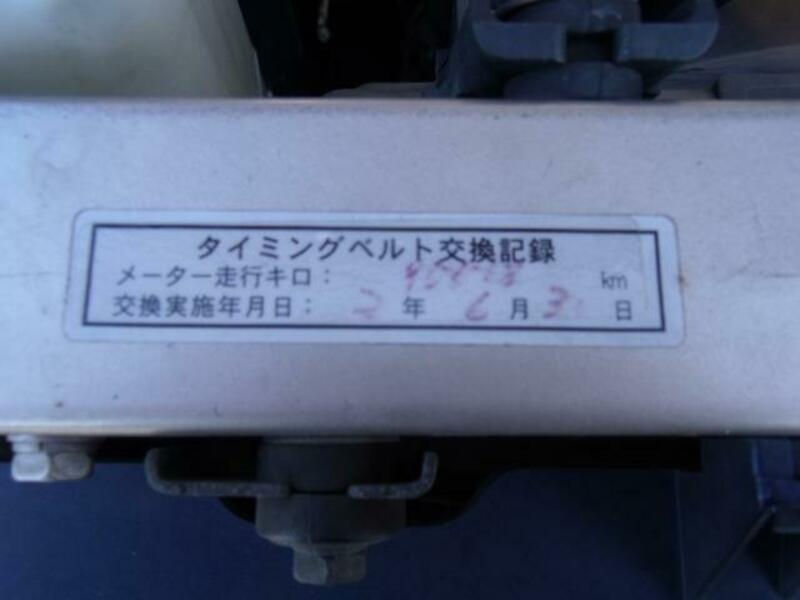 タイミングベルト交換記録
メーター走行キロ： km
交換実施年月日： 2 年 6 月 日